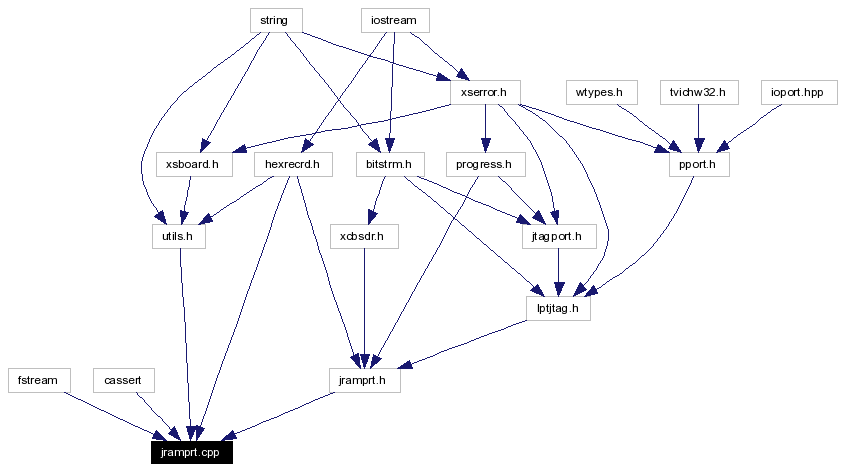 string
iostream
xserror.h
wtypes.h
tvichw32.h
ioport.hpp
xsboard.h
hexrecrd.h
bitstrm.h
progress.h
pport.h
utils.h
xcbsdr.h
jtagport.h
lptjtag.h
fstream
cassert
jramprt.h
jramprt.cpp